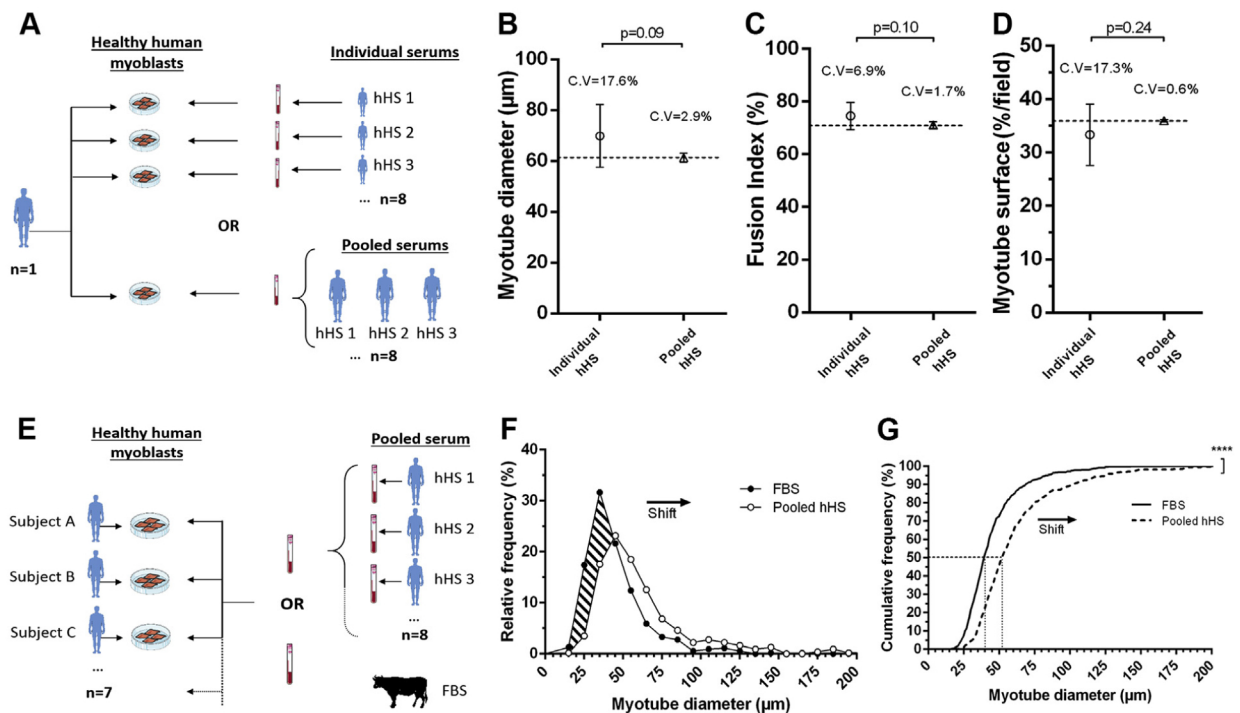 A
Healthy human
myoblasts
Individual serums
hHS 1
hHS 2
hHS 3
... n=8
OR
n=1
Pooled serums
hHS 1 hHS 2 hHS 3
... n=8
B
p=0.09
C.V=17.6%
C.V=2.9%
Myotube diameter (µm)
100
80
60
40
20
0
Individual
hHS
Pooled
hHS
C
p=0.10
C.V=6.9%
C.V=1.7%
Fusion Index (%)
100
80
60
40
20
0
Individual
hHS
Pooled
hHS
D
p=0.24
C.V=17.3%
C.V=0.6%
Myotube surface (%/field)
50
40
30
20
10
0
Individual
hHS
Pooled
hHS
E
Healthy human
myoblasts
Pooled serum
Subject A
Subject B
Subject C
...
n=7
OR
hHS 1
hHS 2
hHS 3
...
n=8
FBS
F
Relative frequency (%)
40
30
20
10
0
Shift
FBS
Pooled hHS
0 25 50 75 100 125 150 175 200
Myotube diameter (µm)
G
Cumulative frequency (%)
100
90
80
70
60
50
40
30
20
10
0
****
FBS
Pooled hHS
Shift
0 25 50 75 100 125 150 175 200
Myotube diameter (µm)